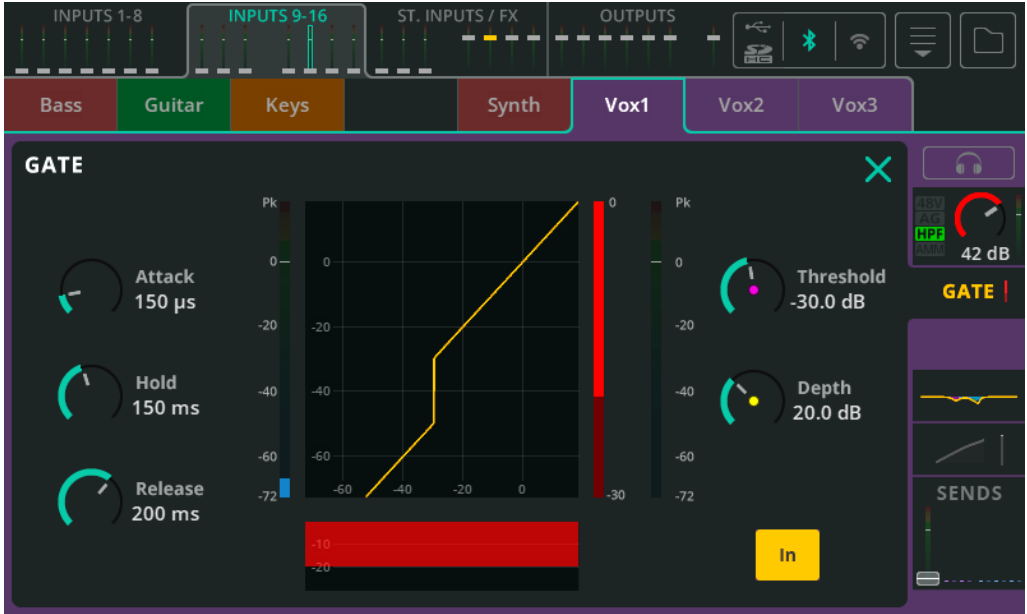 INPUTS 1-8 INPUTS 9-16 ST. INPUTS / FX OUTPUTS
Bass Guitar Keys Synth Vox1 Vox2 Vox3
GATE
Attack
150 µs
Hold
150 ms
Release
200 ms
Pk
0
-20
-40
-60
-72
0
-20
-40
-60
-60 -40 -20 0
-10
-20
0
-30
Pk
0
-20
-40
-60
-72
Threshold
-30.0 dB
Depth
20.0 dB
In
48V
AG
HPF
AMM
42 dB
GATE
SENDS